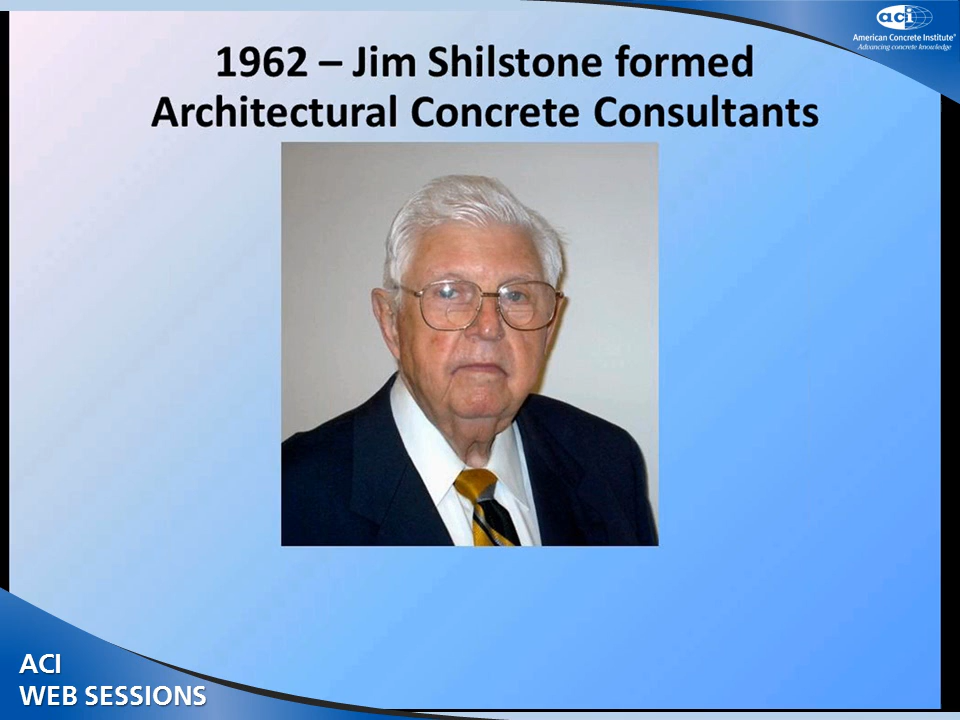 aci
American Concrete Institute®
Advancing concrete knowledge
1962 – Jim Shilstone formed
Architectural Concrete Consultants
ACI
WEB SESSIONS